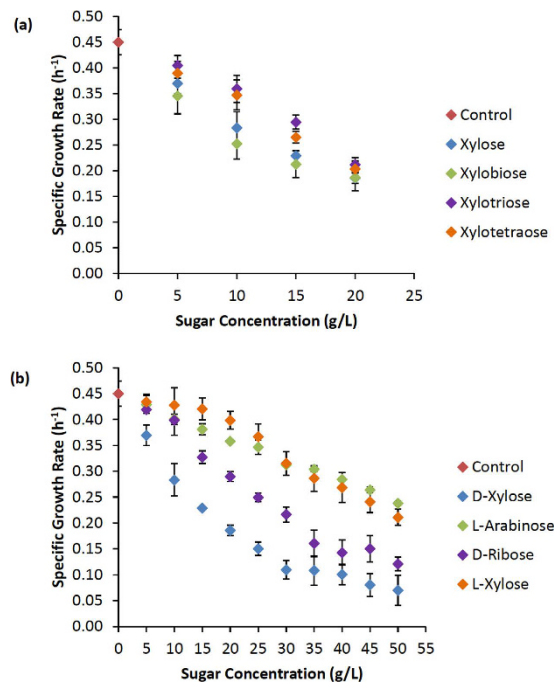 (a)
Specific Growth Rate (h⁻¹)
0.50
0.45
0.40
0.35
0.30
0.25
0.20
0.15
0.10
0.05
0.00
0 5 10 15 20 25
Sugar Concentration (g/L)
Control
Xylose
Xylobiose
Xylotriose
Xylotetraose
(b)
Specific Growth Rate (h⁻¹)
0.50
0.45
0.40
0.35
0.30
0.25
0.20
0.15
0.10
0.05
0.00
0 5 10 15 20 25 30 35 40 45 50 55
Sugar Concentration (g/L)
Control
D-Xylose
L-Arabinose
D-Ribose
L-Xylose